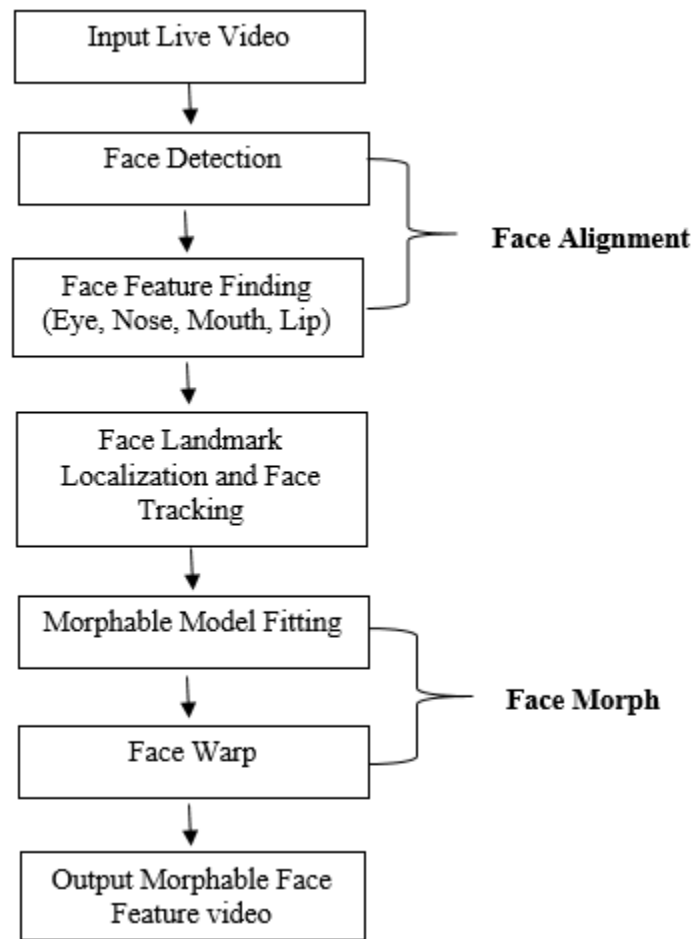 Input Live Video
Face Detection
Face Alignment
Face Feature Finding
(Eye, Nose, Mouth, Lip)
Face Landmark
Localization and Face
Tracking
Morphable Model Fitting
Face Morph
Face Warp
Output Morphable Face
Feature video